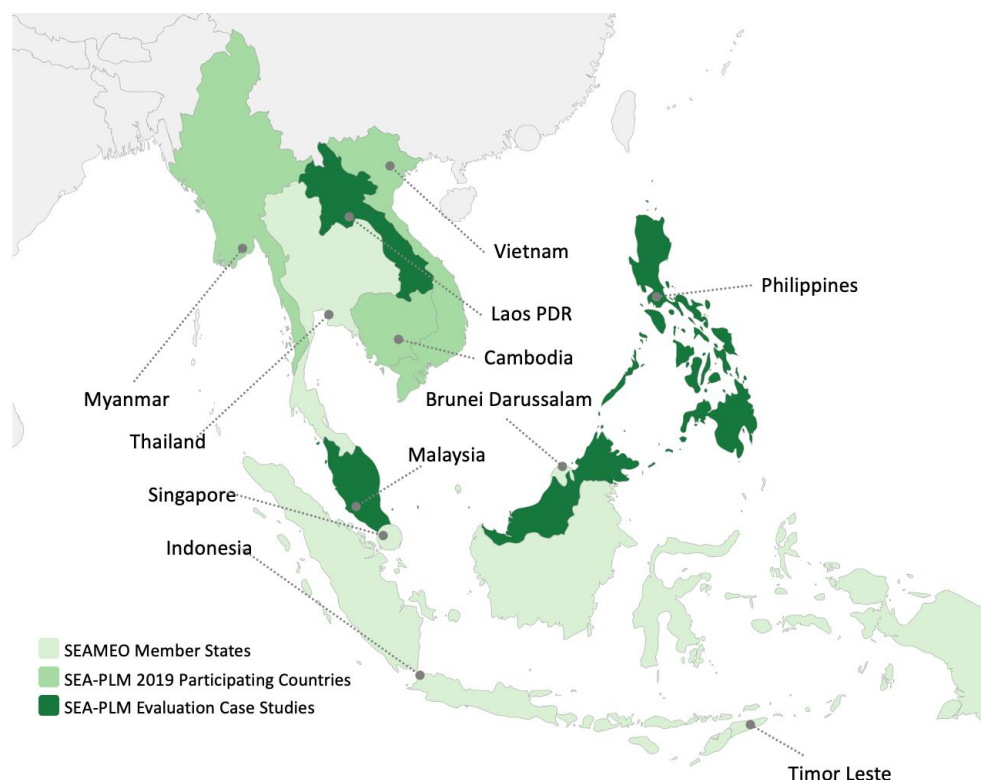 Vietnam
Philippines
Laos PDR
Cambodia
Myanmar
Brunei Darussalam
Thailand
Malaysia
Singapore
Indonesia
SEAMEO Member States
SEA-PLM 2019 Participating Countries
SEA-PLM Evaluation Case Studies
Timor Leste